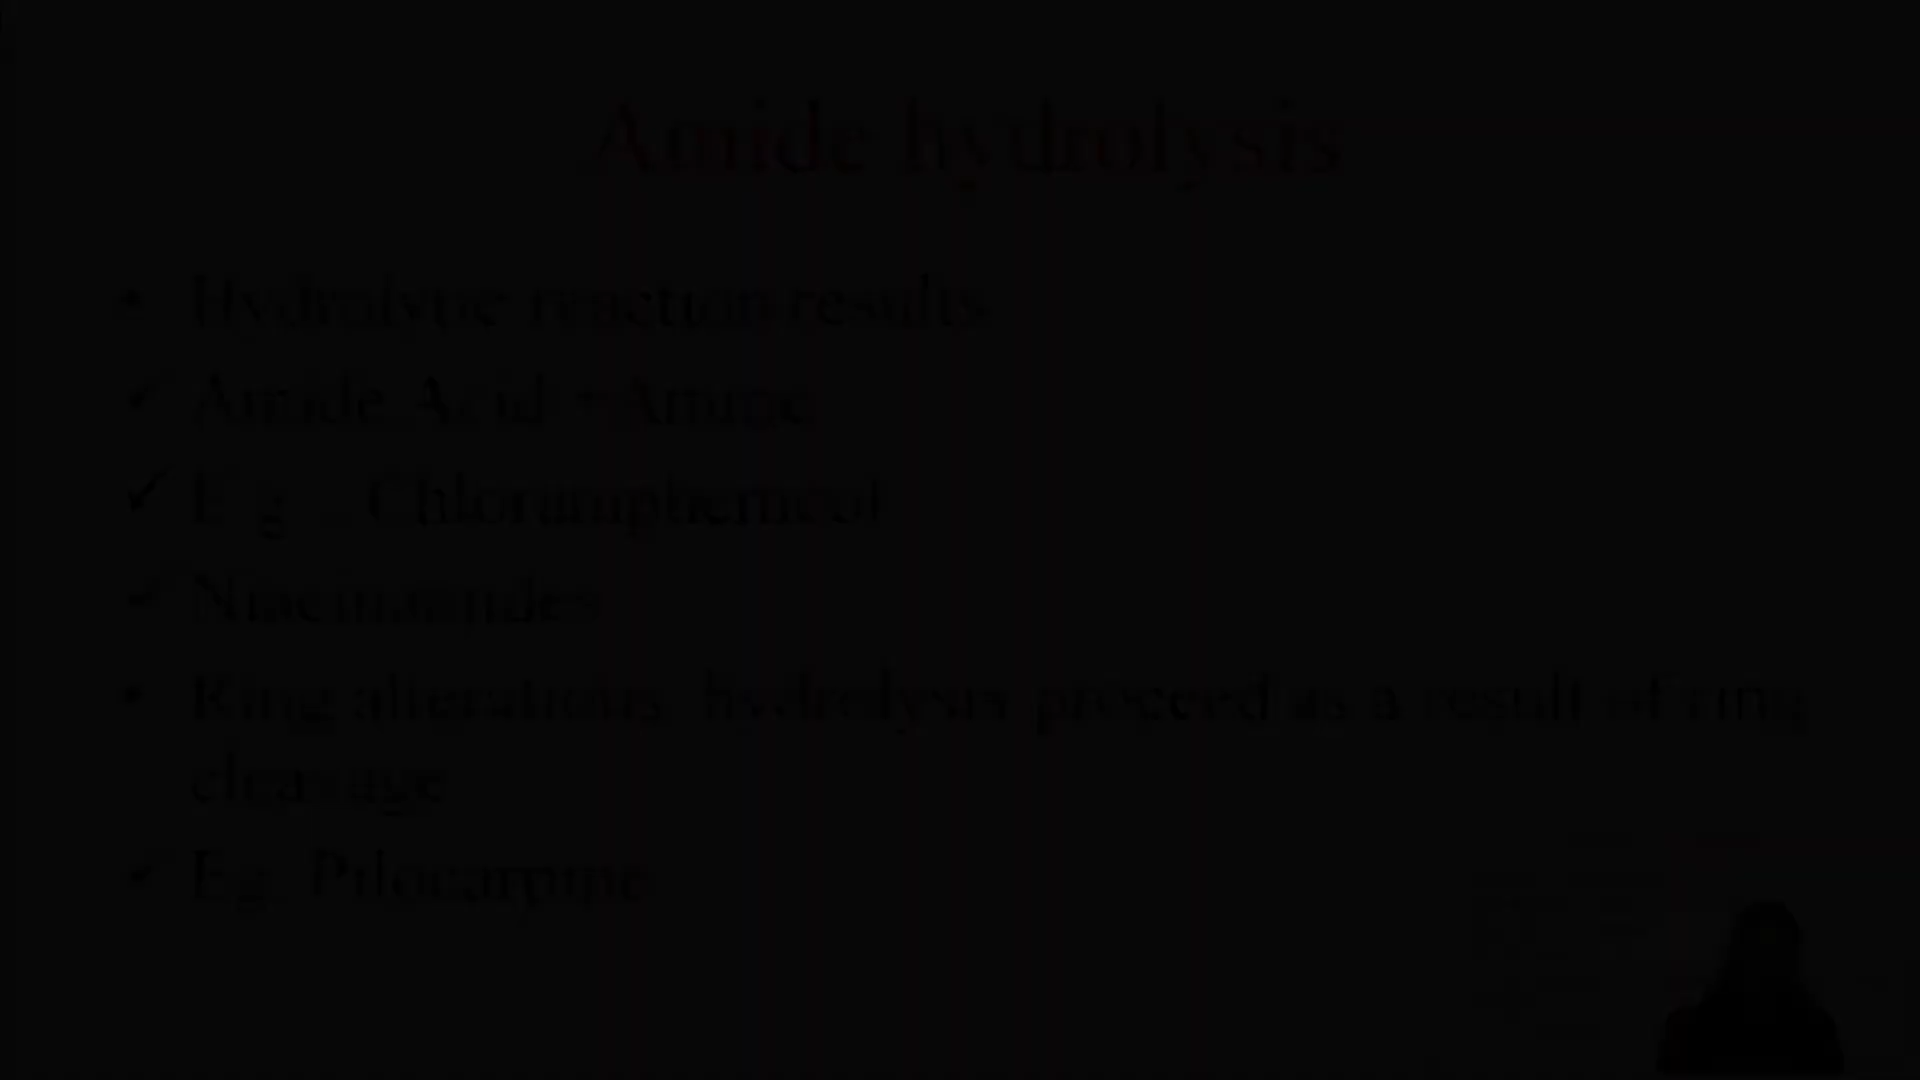 Amide hydrolysis
• Hydrolytic reaction results
✓ Amide Acid + Amine
✓ E.g .: Chloramphenicol
✓ Niacinamides
• Ring alterations hydrolysis proceed as a result of ring
cleavage
✓ Eg. Pilocarpine